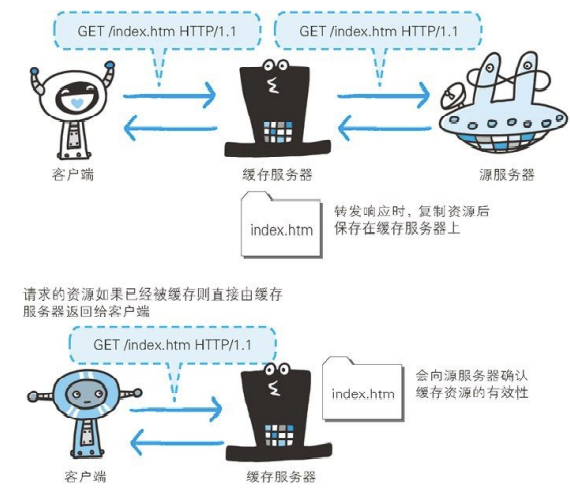 GET /index.htm HTTP/1.1
GET /index.htm HTTP/1.1
客户端
缓存服务器
源服务器
index.htm
转发响应时，复制资源后
保存在缓存服务器上
请求的资源如果已经被缓存则直接由缓存
服务器返回给客户端
GET /index.htm HTTP/1.1
index.htm
会向源服务器确认
缓存资源的有效性
客户端
缓存服务器